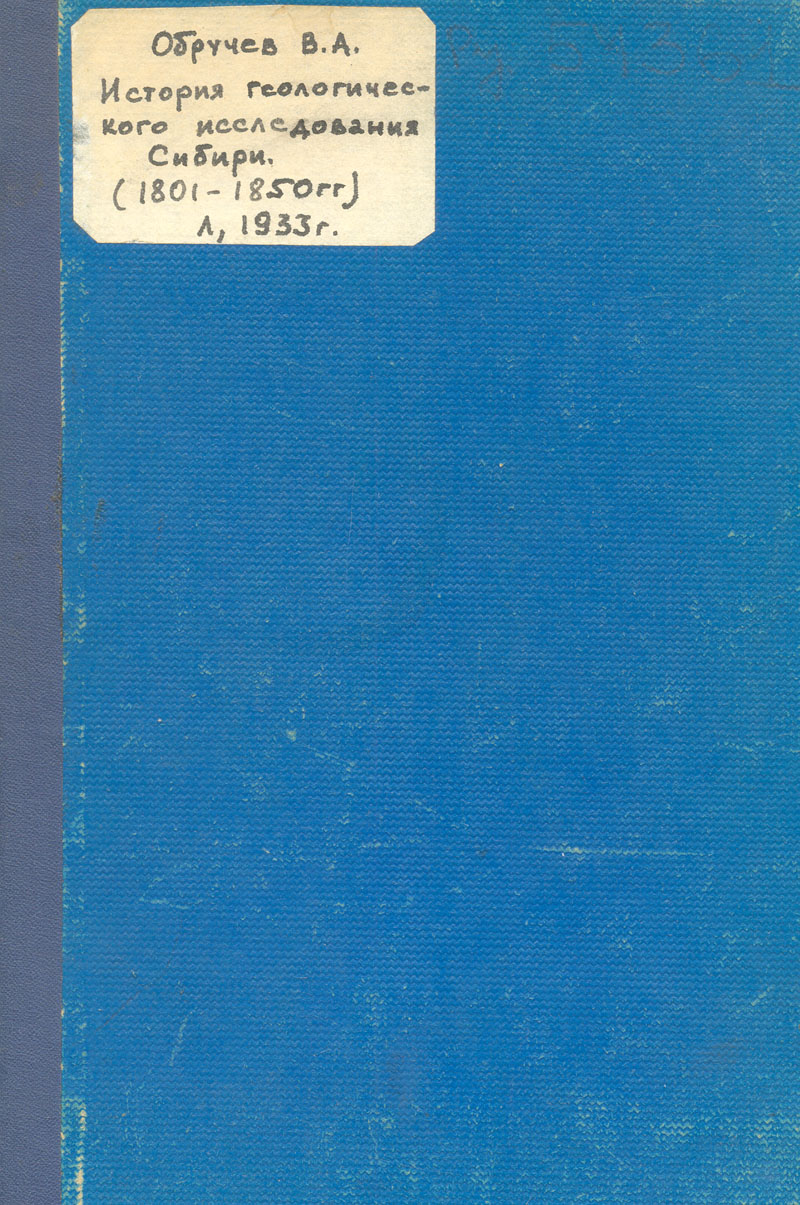 Обручев В.А.
История геологичес-
кого исследования
Сибири.
(1801-1850гг)
Л, 1933г.